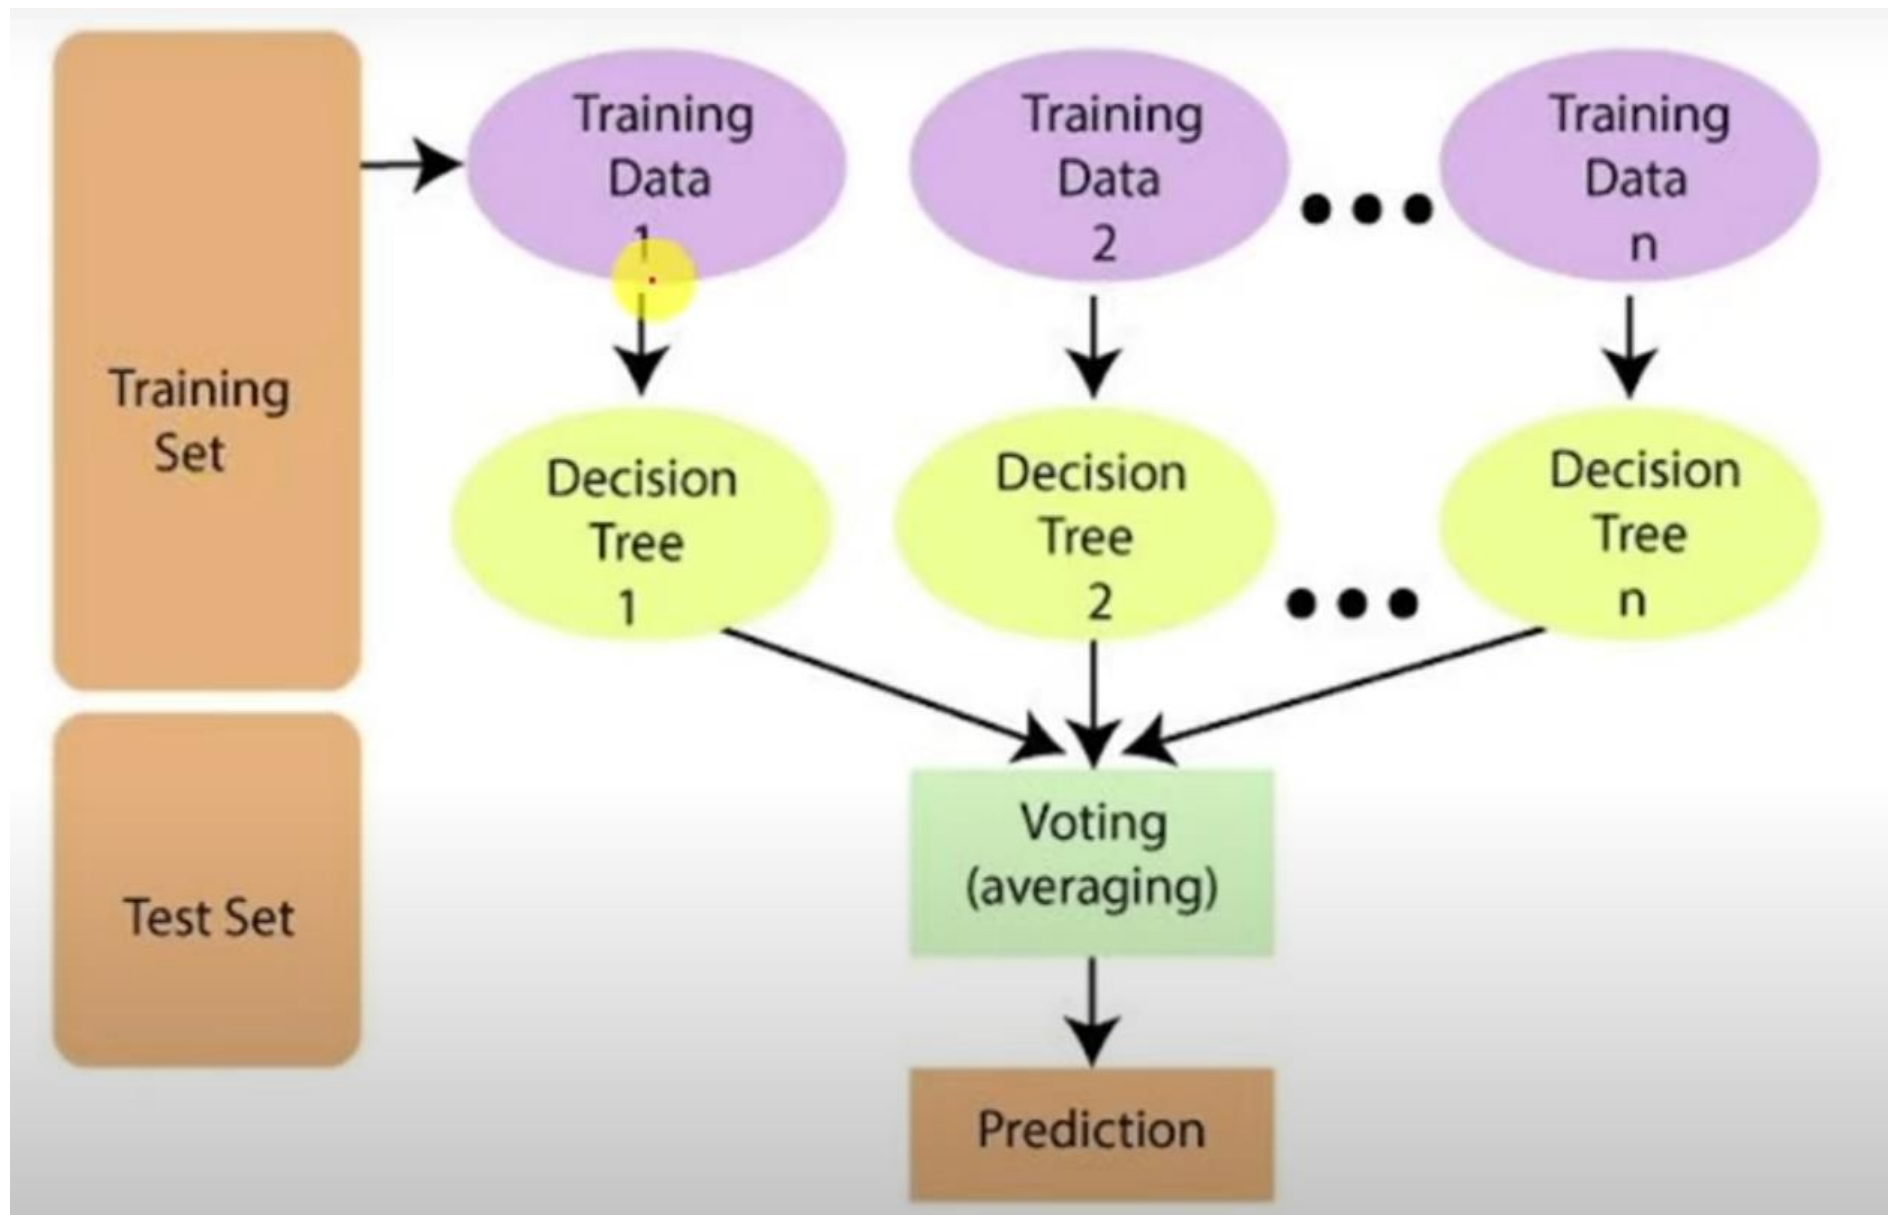 Training
Set
Test Set
Training
Data
1
Training
Data
2
Training
Data
n
Decision
Tree
1
Decision
Tree
2
Decision
Tree
n
Voting
(averaging)
Prediction